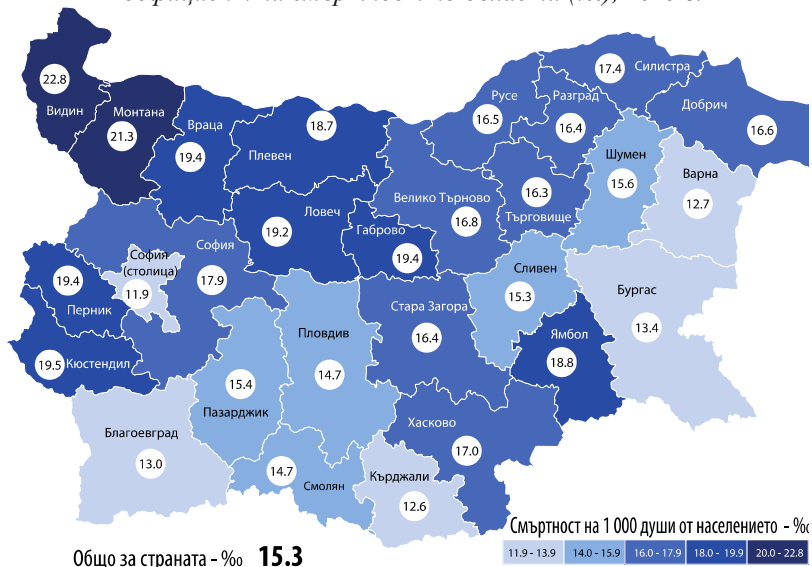 22.8
Видин
Монтана
21.3
Враца
19.4
18.7
Плевен
17.4
Силистра
Русе
16.5
Разград
16.4
Добрич
16.6
Шумен
15.6
Варна
12.7
Велико Търново
16.8
16.3
Търговище
Ловеч
19.2
Габрово
19.4
София
17.9
София
(столица)
11.9
19.4
Перник
19.5 Кюстендил
Сливен
15.3
Бургас
13.4
Стара Загора
16.4
Ямбол
18.8
Пловдив
14.7
15.4
Пазарджик
Благоевград
13.0
14.7
Смолян
Хасково
17.0
Кърджали
12.6
Смъртност на 1 000 души от населението - ‰
11.9 - 13.9 14.0 - 15.9 16.0 - 17.9 18.0 - 19.9 20.0 - 22.8
Общо за страната - ‰ 15.3